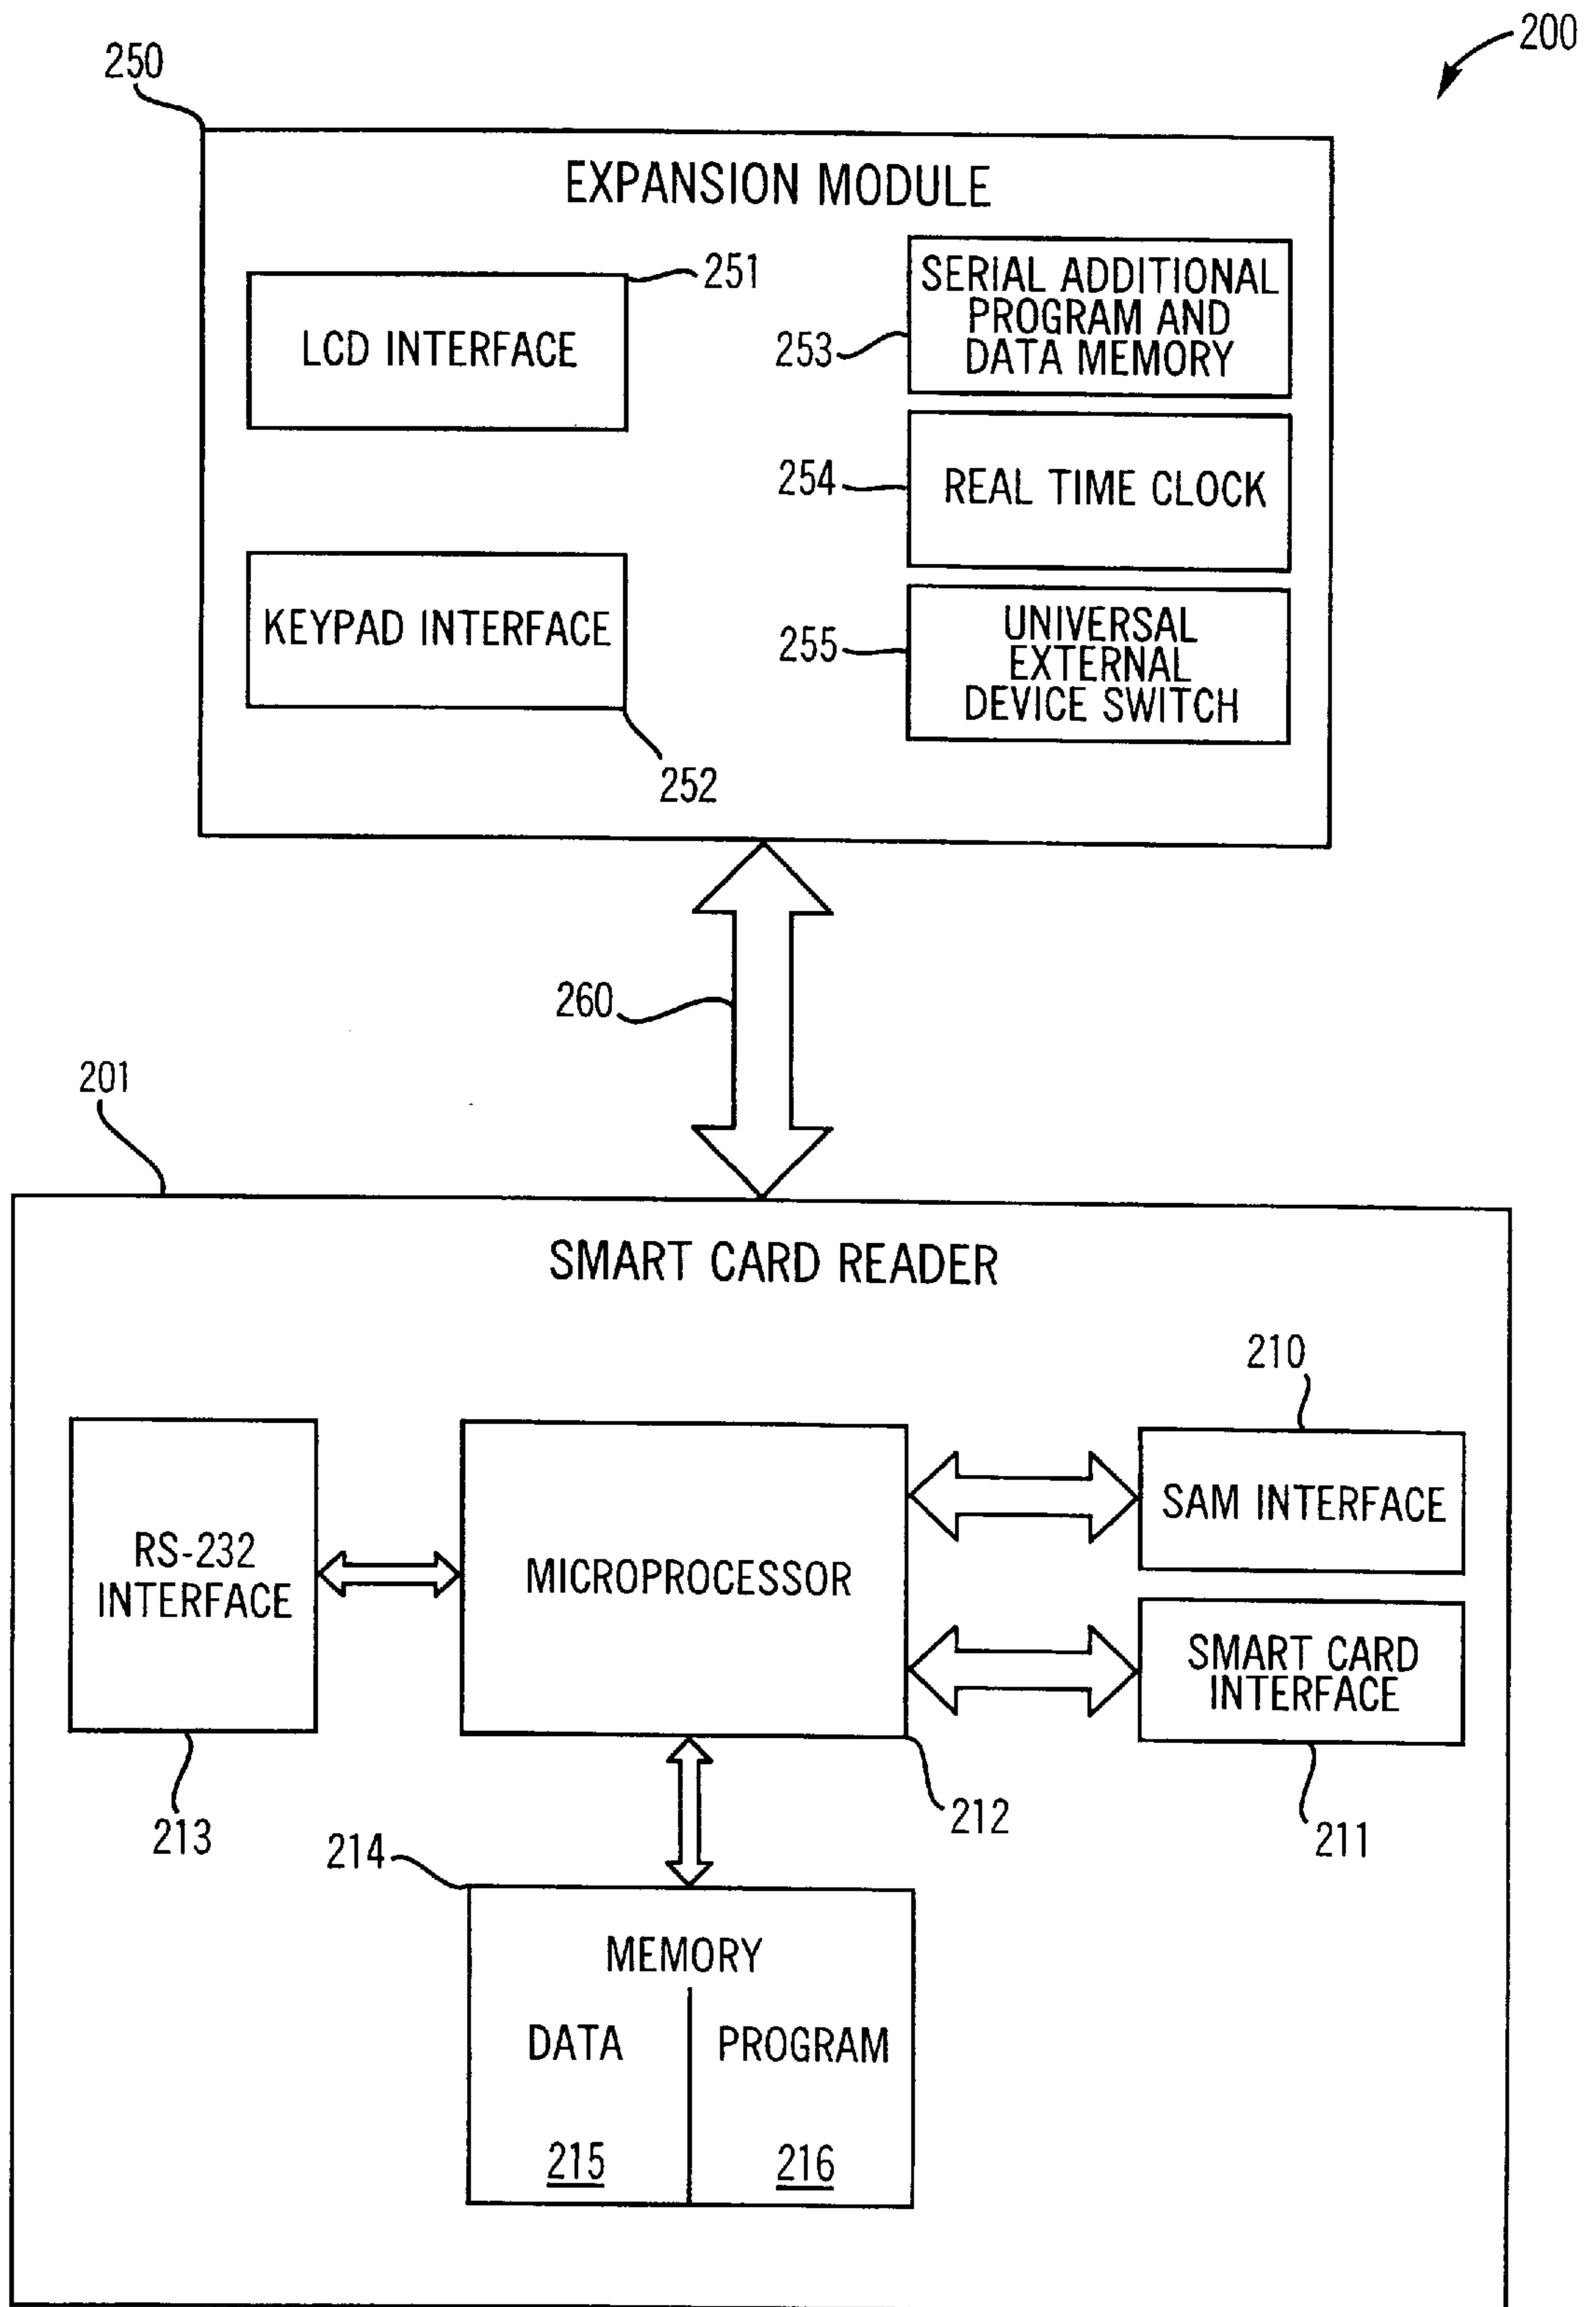 200
250
EXPANSION MODULE
251
LCD INTERFACE
SERIAL ADDITIONAL
PROGRAM AND
DATA MEMORY
253
254
REAL TIME CLOCK
KEYPAD INTERFACE
252
255
UNIVERSAL
EXTERNAL
DEVICE SWITCH
260
201
SMART CARD READER
210
RS-232
INTERFACE
213
MICROPROCESSOR
212
SAM INTERFACE
SMART CARD
INTERFACE
211
214
MEMORY
DATA
PROGRAM
215
216